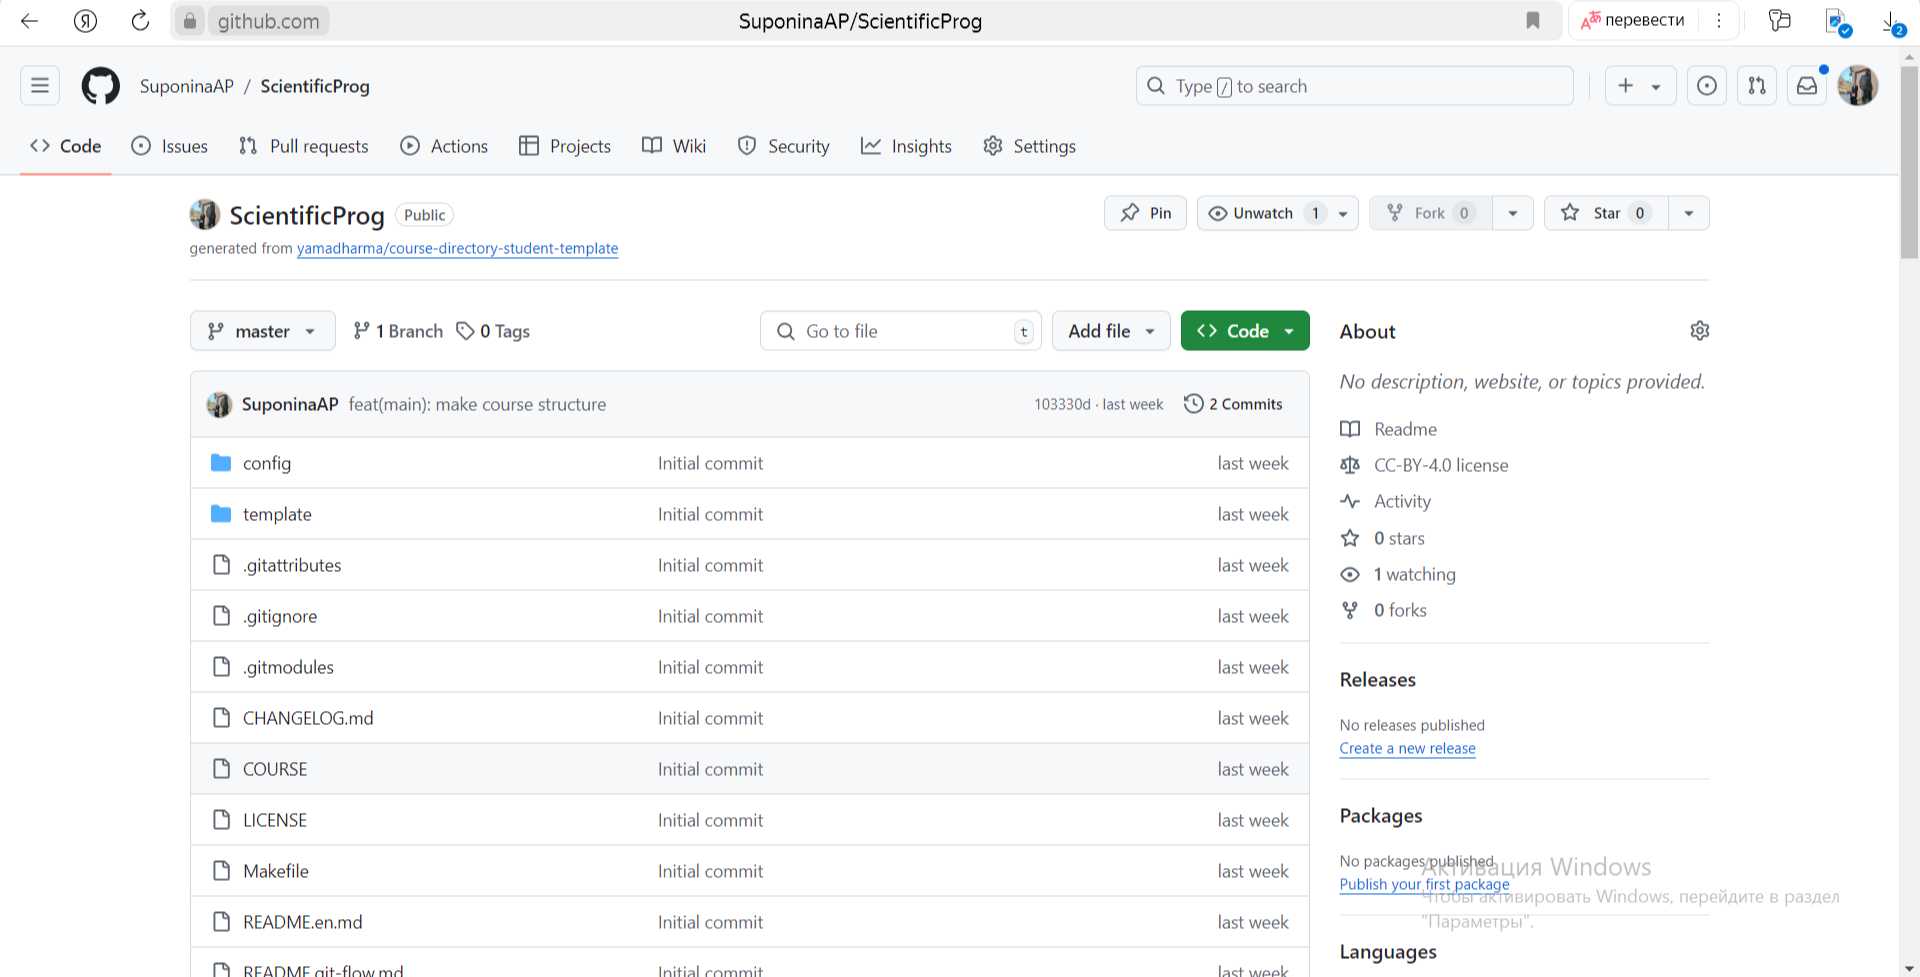 Я github.com SuponinaAP/ScientificProg перевести 2
SuponinaAP / ScientificProg Type / to search
Code Issues Pull requests Actions Projects Wiki Security Insights Settings
ScientificProg Public Pin Unwatch 1 Fork 0 Star 0
generated from yamadharma/course-directory-student-template
master 1 Branch 0 Tags Go to file t Add file Code About
No description, website, or topics provided.
SuponinaAP feat(main): make course structure 103330d · last week 2 Commits
Readme
config Initial commit last week
CC-BY-4.0 license
Activity
template Initial commit last week
0 stars
.gitattributes Initial commit last week
1 watching
.gitignore Initial commit last week
0 forks
.gitmodules Initial commit last week
Releases
CHANGELOG.md Initial commit last week
No releases published
Create a new release
COURSE Initial commit last week
LICENSE Initial commit last week
Packages
No packages published
Makefile Initial commit last week
Активация Windows
Publish your first package
Чтобы активировать Windows, перейдите в раздел
"Параметры".
README.en.md Initial commit last week
Languages
README.git-flow.md Initial commit last week